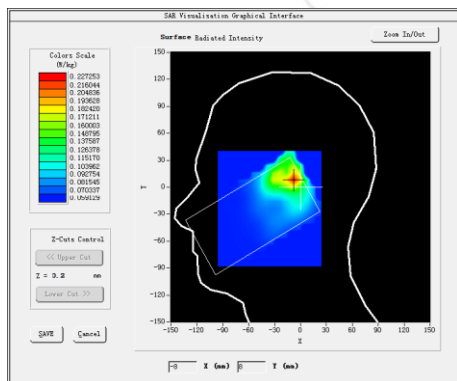 SAR Visualisation Graphical Interface
Surface Radiated Intensity
Zoom In/Out
Colors Scale
(W/kg)
0.227253
0.216044
0.204836
0.193628
0.182420
0.171211
0.160003
0.148795
0.137587
0.126378
0.115170
0.103962
0.092754
0.081545
0.070337
0.059129
Z-Cuts Control
<< Upper Cut
Z = 3.2 mm
Lower Cut >>
SAVE Cancel
150-
120-
90-
60-
30-
0-
-30-
-60-
-90-
-120-
-150-
Y
-150 -120 -90 -60 -30 0 30 60 90 120 150
X
-8 X (mm) 8 Y (mm)